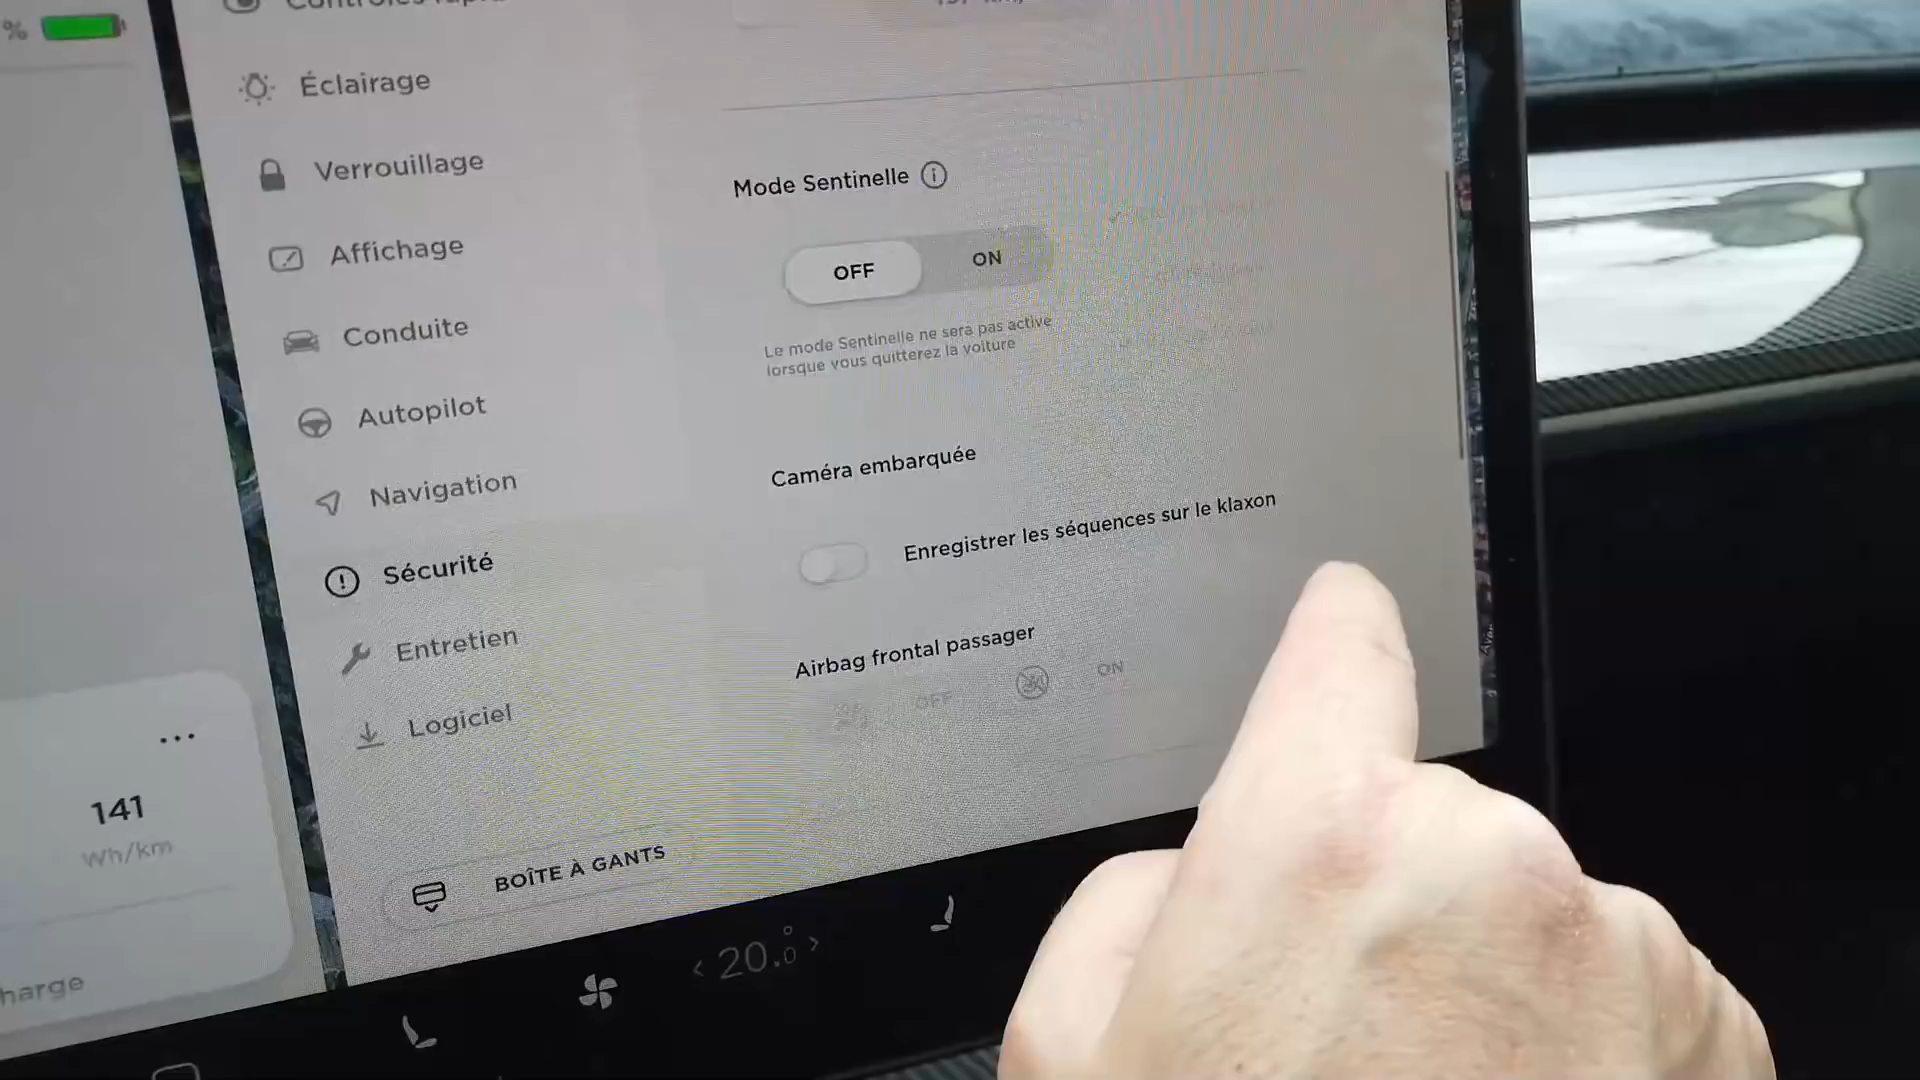 %
Éclairage
Verrouillage
Affichage
Conduite
Autopilot
Navigation
Sécurité
Entretien
Logiciel
BOÎTE À GANTS
Mode Sentinelle
OFF ON
Le mode Sentinelle ne sera pas active
lorsque vous quitterez la voiture
Caméra embarquée
Enregistrer les séquences sur le klaxon
Airbag frontal passager
OFF ON
...
141
Wh/km
harge
< 20.0° >